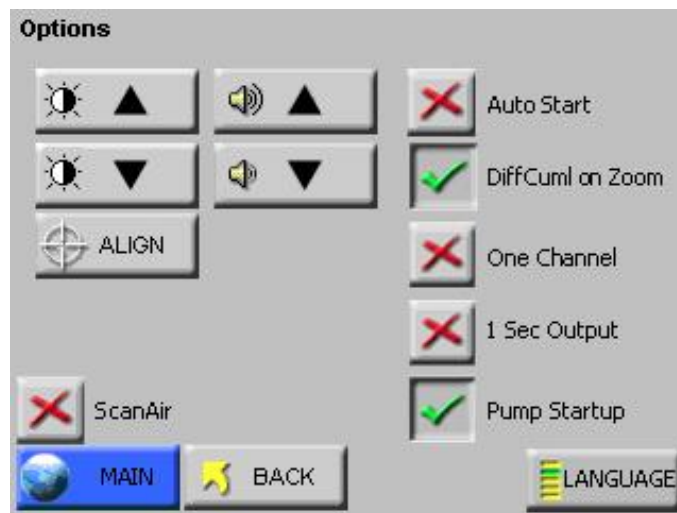 Options
Auto Start
DiffCuml on Zoom
ALIGN
One Channel
1 Sec Output
ScanAir
Pump Startup
MAIN
BACK
LANGUAGE